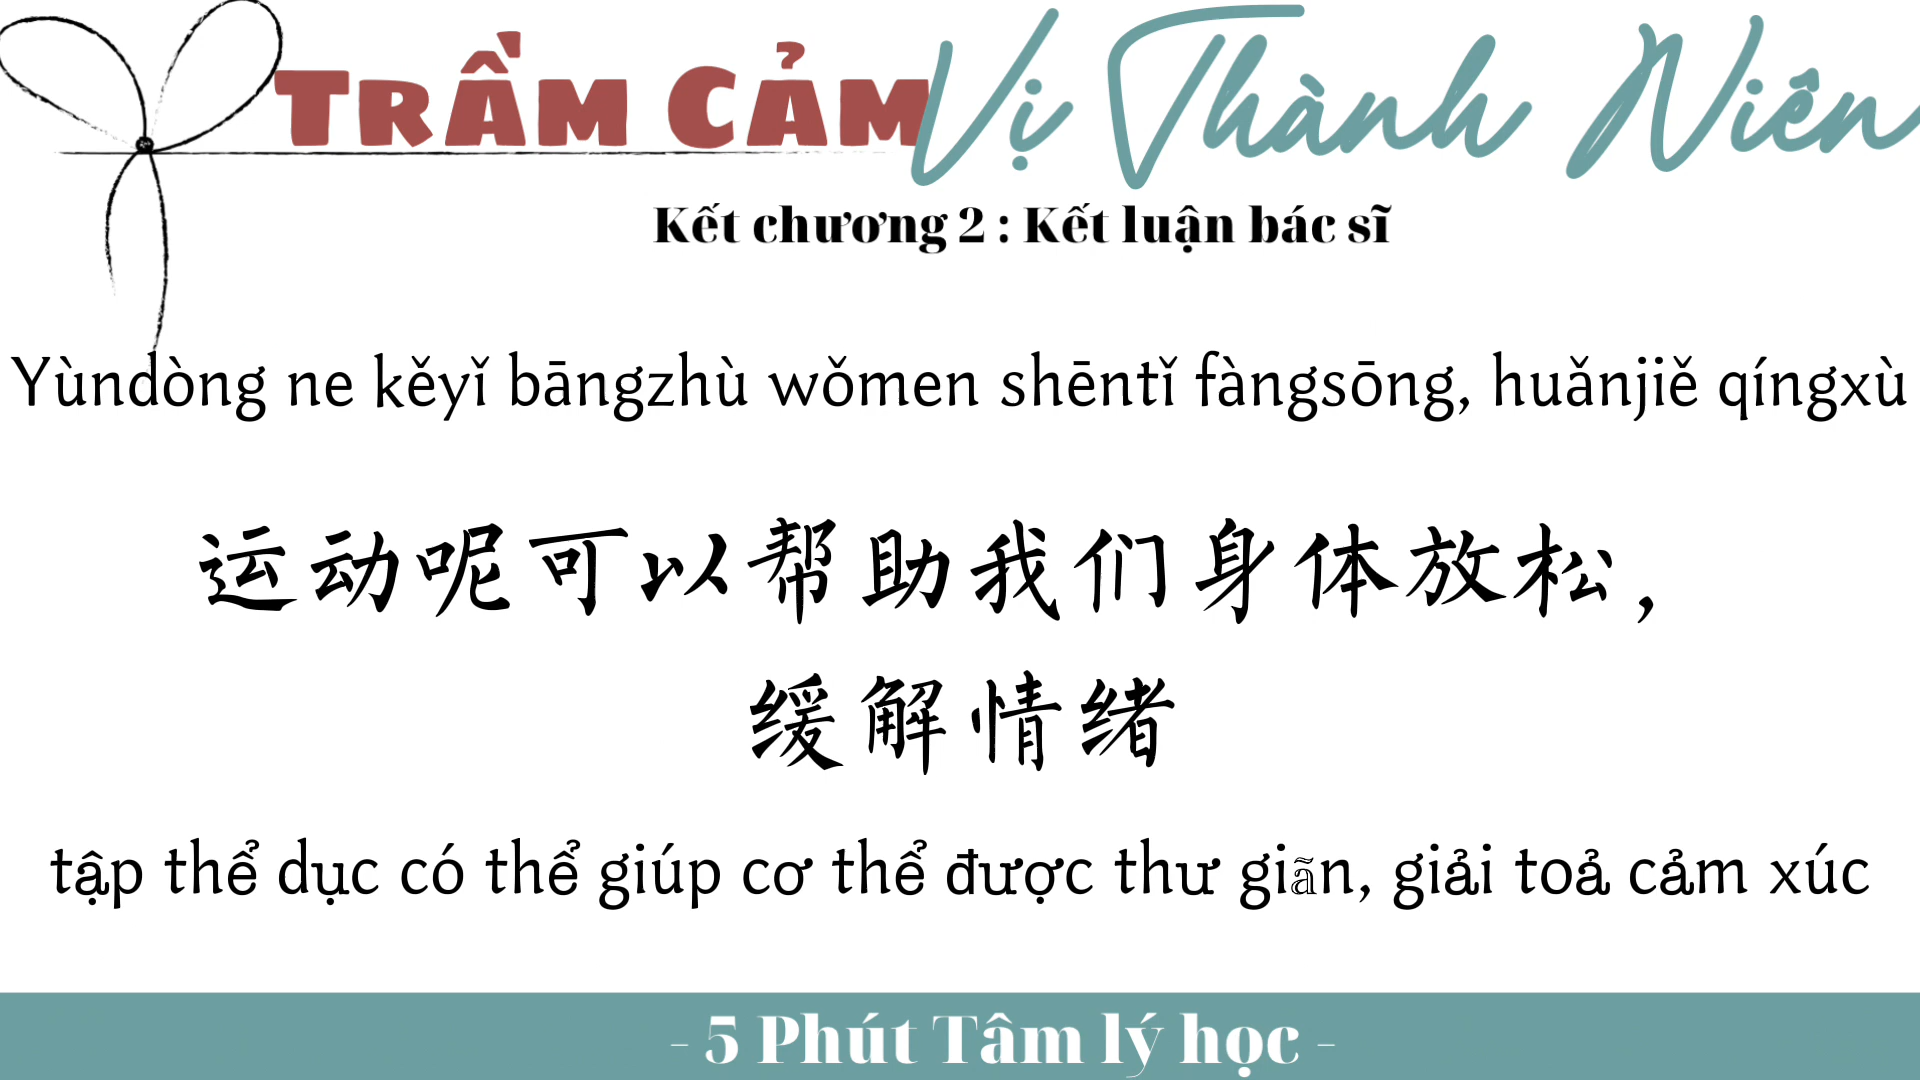 Trầm Cảm Vị Thành Niên
Kết chương 2 : Kết luận bác sĩ
Yùndòng ne kěyǐ bāngzhù wǒmen shēntǐ fàngsōng, huǎnjiě qíngxù
运动呢可以帮助我们身体放松,
缓解情绪
tập thể dục có thể giúp cơ thể được thư giãn, giải toả cảm xúc
- 5 Phút Tâm lý học -